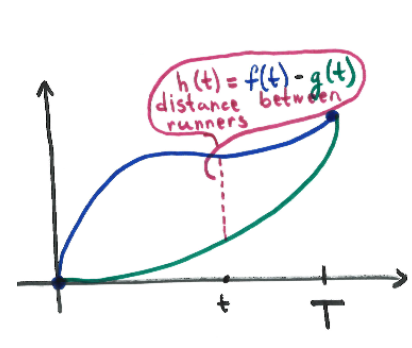 h(t) = f(t) - g(t)
distance between
runners
t
T